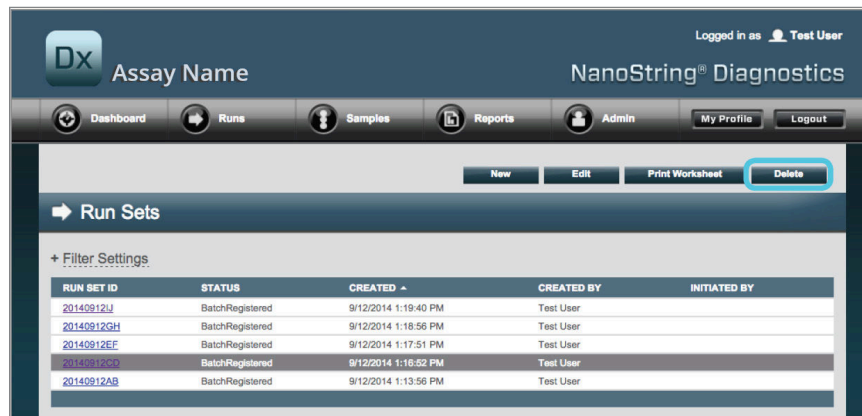 Logged in as Test User
Dx Assay Name
NanoString® Diagnostics
Dashboard Runs Samples Reports Admin My Profile Logout
New Edit Print Worksheet Delete
Run Sets
+ Filter Settings
RUN SET ID STATUS CREATED CREATED BY INITIATED BY
20140912IJ BatchRegistered 9/12/2014 1:19:40 PM Test User
20140912GH BatchRegistered 9/12/2014 1:18:56 PM Test User
20140912EF BatchRegistered 9/12/2014 1:17:51 PM Test User
20140912CD BatchRegistered 9/12/2014 1:16:52 PM Test User
20140912AB BatchRegistered 9/12/2014 1:13:56 PM Test User